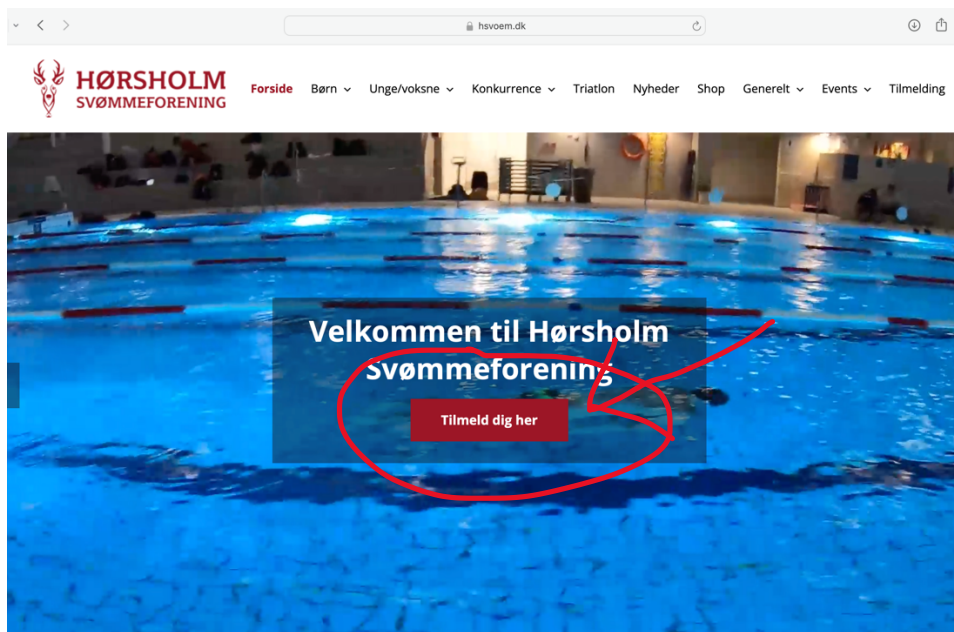 hsvoem.dk
HØRSHOLM
SVØMMEFORENING
Forside Børn Unge/voksne Konkurrence Triatlon Nyheder Shop Generelt Events Tilmelding
Velkommen til Hørsholm
Svømmeforening
Tilmeld dig her